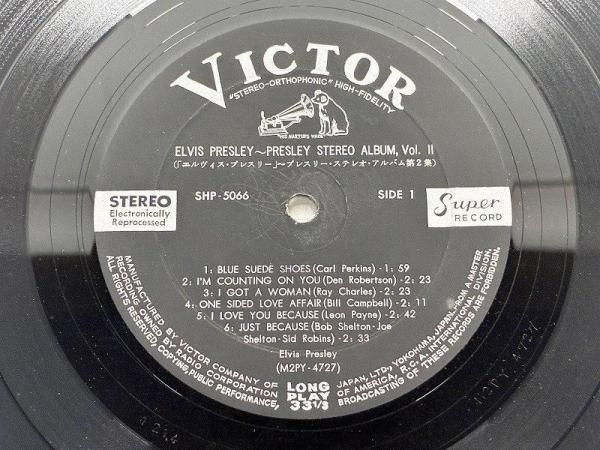 VICTOR
"STEREO-ORTHOPHONIC" HIGH-FIDELITY
"HIS MASTER'S VOICE"
ELVIS PRESLEY~PRESLEY STEREO ALBUM, Vol. II
(「エルヴィス・プレスリー」~プレスリー・ステレオ・アルバム第2集)
SHP-5066
SIDE 1
STEREO
Electronically
Reprocessed
Super
RECORD
1: BLUE SUEDE SHOES(Carl Perkins)-1: 59
2: I'M COUNTING ON YOU(Den Robertson)-2: 23
3: I GOT A WOMAN(Ray Charles)-2: 23
4: ONE SIDED LOVE AFFAIR(Bill Campbell)-2: 11
5: I LOVE YOU BECAUSE(Leon Payne)-2: 42
6: JUST BECAUSE(Bob Shelton-Joe
Shelton-Sid Robins)-2: 33
Elvis Presley
(M2PY-4727)
LONG
PLAY
33 1/3
MANUFACTURED BY VICTOR COMPANY OF JAPAN, LTD., YOKOHAMA, JAPAN, FROM A MASTER
RECORDING OWNED BY RADIO CORPORATION OF AMERICA, R.C.A. INTERNATIONAL DIVISION.
ALL RIGHTS RESERVED, COPYING, PUBLIC PERFORMANCE, BROADCASTING OF THESE RECORDS ARE FORBIDDEN.
M2PY-4727